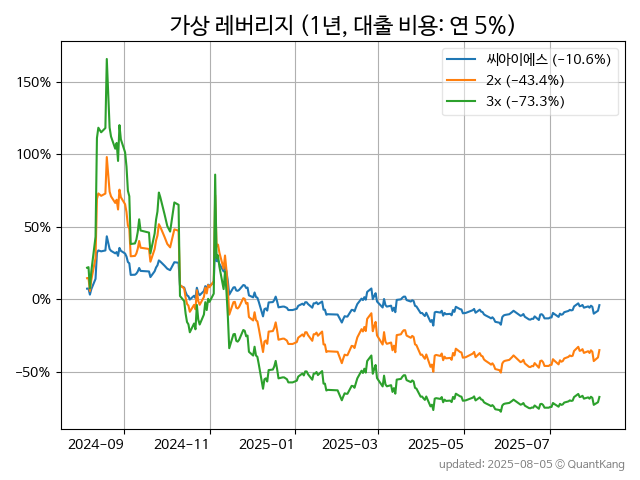 가상 레버리지 (1년, 대출 비용: 연 5%)
씨아이에스 (−10.6%)
2x (−43.4%)
3x (−73.3%)
150%
100%
50%
0%
−50%
2024-09
2024-11
2025-01
2025-03
2025-05
2025-07
updated: 2025-08-05 © QuantKang